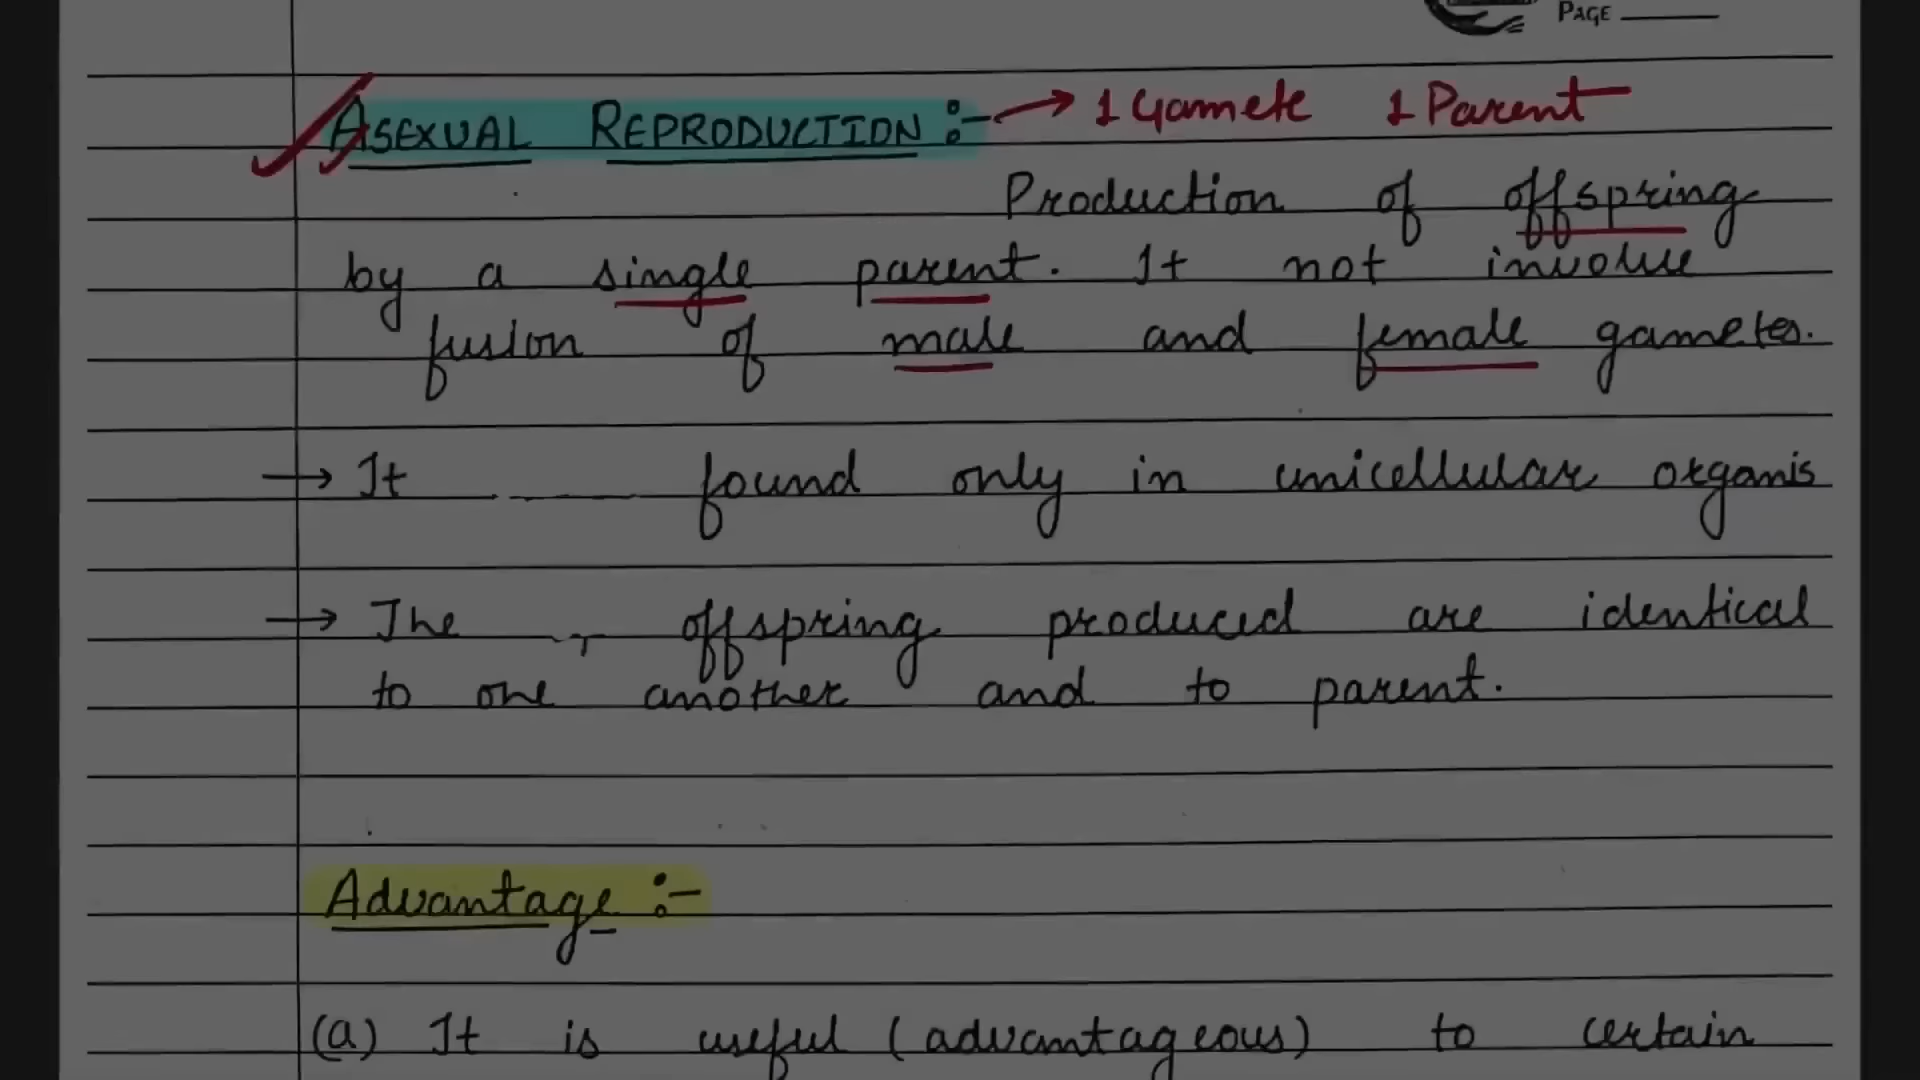 PAGE
ASEXUAL REPRODUCTION :- → 1 Gamete 1 Parent
Production of offspring
by a single parent. It not involve
fusion of male and female gametes.
→ It found only in unicellular organis
→ The offspring produced are identical
to one another and to parent.
Advantage :-
(a) It is useful (advantageous) to certain